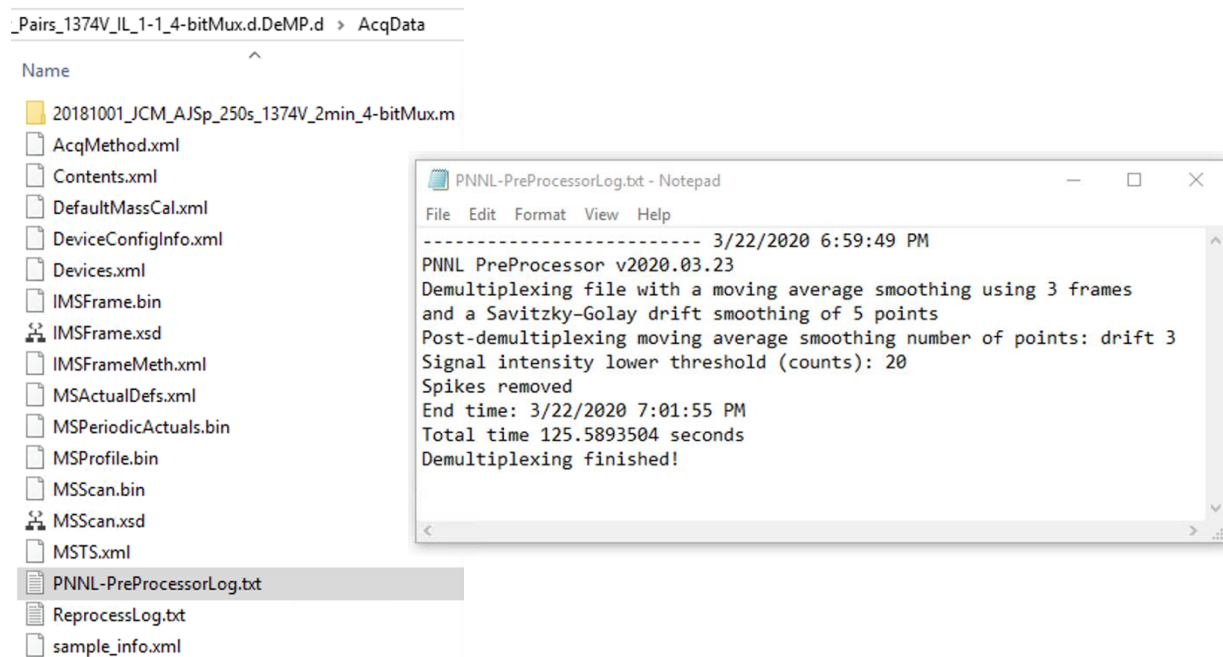 _Pairs_1374V_IL_1-1_4-bitMux.d.DeMP.d > AcqData
Name
20181001_JCM_AJSp_250s_1374V_2min_4-bitMux.m
AcqMethod.xml
Contents.xml
DefaultMassCal.xml
DeviceConfigInfo.xml
Devices.xml
IMSFrame.bin
IMSFrame.xsd
IMSFrameMeth.xml
MSActualDefs.xml
MSPeriodicActuals.bin
MSProfile.bin
MSScan.bin
MSScan.xsd
MSTS.xml
PNNL-PreProcessorLog.txt
ReprocessLog.txt
sample_info.xml
PNNL-PreProcessorLog.txt - Notepad
File Edit Format View Help
-------------------------- 3/22/2020 6:59:49 PM
PNNL PreProcessor v2020.03.23
Demultiplexing file with a moving average smoothing using 3 frames
and a Savitzky–Golay drift smoothing of 5 points
Post-demultiplexing moving average smoothing number of points: drift 3
Signal intensity lower threshold (counts): 20
Spikes removed
End time: 3/22/2020 7:01:55 PM
Total time 125.5893504 seconds
Demultiplexing finished!